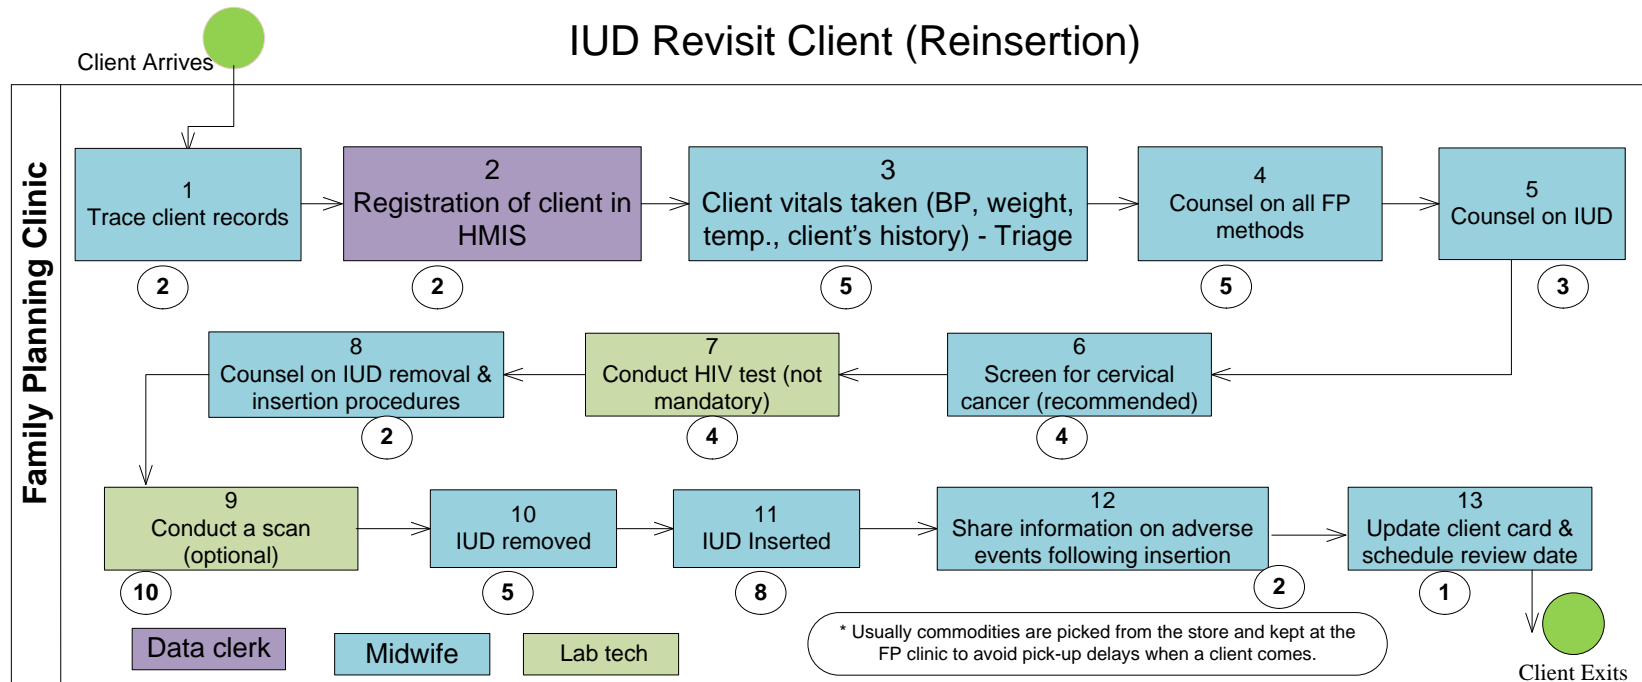 IUD Revisit Client (Reinsertion)
Client Arrives
Family Planning Clinic
1
Trace client records
2
2
Registration of client in
HMIS
2
3
Client vitals taken (BP, weight,
temp., client's history) - Triage
5
4
Counsel on all FP
methods
5
5
Counsel on IUD
3
6
Screen for cervical
cancer (recommended)
4
7
Conduct HIV test (not
mandatory)
4
8
Counsel on IUD removal &
insertion procedures
2
9
Conduct a scan
(optional)
10
10
IUD removed
5
11
IUD Inserted
8
12
Share information on adverse
events following insertion
2
13
Update client card &
schedule review date
1
Data clerk
Midwife
Lab tech
* Usually commodities are picked from the store and kept at the
FP clinic to avoid pick-up delays when a client comes.
Client Exits